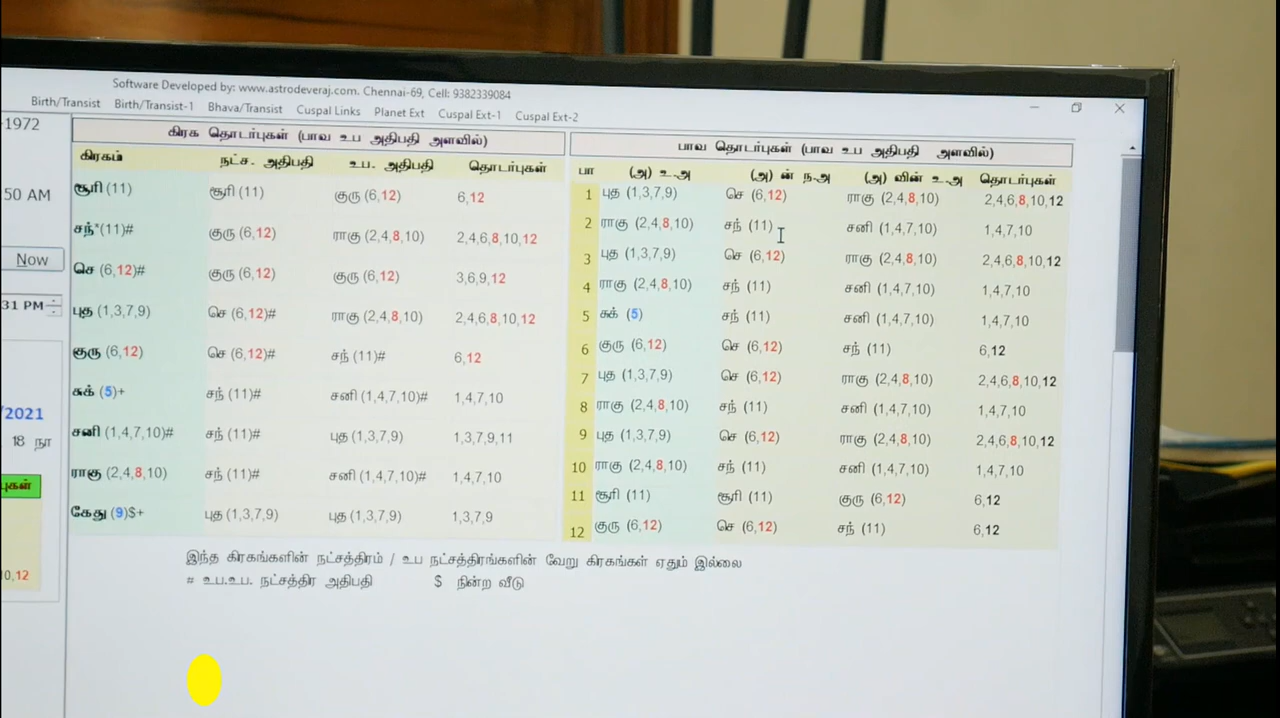 Software Developed by: www.astrodeveraj.com. Chennai-69, Cell: 9382339084
Birth/Transist Birth/Transist-1 Bhava/Transist Cuspal Links Planet Ext Cuspal Ext-1 Cuspal Ext-2
-1972
50 AM
Now
31 PM
/2021
18 நா
புகள்
10,12
கிரக தொடர்புகள் (பாவ உப அதிபதி அளவில்)
கிரகம் நட்ச. அதிபதி உப. அதிபதி தொடர்புகள்
சூரி (11) சூரி (11) குரு (6,12) 6,12
சந்*(11)# குரு (6,12) ராகு (2,4,8,10) 2,4,6,8,10,12
செ (6,12)# குரு (6,12) குரு (6,12) 3,6,9,12
புத (1,3,7,9) செ (6,12)# ராகு (2,4,8,10) 2,4,6,8,10,12
குரு (6,12) செ (6,12)# சந் (11)# 6,12
சுக் (5)+ சந் (11)# சனி (1,4,7,10)# 1,4,7,10
சனி (1,4,7,10)# சந் (11)# புத (1,3,7,9) 1,3,7,9,11
ராகு (2,4,8,10) சந் (11)# சனி (1,4,7,10)# 1,4,7,10
கேது (9)$+ புத (1,3,7,9) புத (1,3,7,9) 1,3,7,9
பாவ தொடர்புகள் (பாவ உப அதிபதி அளவில்)
பா (அ) உ.அ (அ) ன் ந.அ (அ) வின் உ.அ தொடர்புகள்
1 புத (1,3,7,9) செ (6,12) ராகு (2,4,8,10) 2,4,6,8,10,12
2 ராகு (2,4,8,10) சந் (11) சனி (1,4,7,10) 1,4,7,10
3 புத (1,3,7,9) செ (6,12) ராகு (2,4,8,10) 2,4,6,8,10,12
4 ராகு (2,4,8,10) சந் (11) சனி (1,4,7,10) 1,4,7,10
5 சுக் (5) சந் (11) சனி (1,4,7,10) 1,4,7,10
6 குரு (6,12) செ (6,12) சந் (11) 6,12
7 புத (1,3,7,9) செ (6,12) ராகு (2,4,8,10) 2,4,6,8,10,12
8 ராகு (2,4,8,10) சந் (11) சனி (1,4,7,10) 1,4,7,10
9 புத (1,3,7,9) செ (6,12) ராகு (2,4,8,10) 2,4,6,8,10,12
10 ராகு (2,4,8,10) சந் (11) சனி (1,4,7,10) 1,4,7,10
11 சூரி (11) சூரி (11) குரு (6,12) 6,12
12 குரு (6,12) செ (6,12) சந் (11) 6,12
இந்த கிரகங்களின் நட்சத்திரம் / உப நட்சத்திரங்களின் வேறு கிரகங்கள் ஏதும் இல்லை
# உப.உப. நட்சத்திர அதிபதி $ நின்ற வீடு